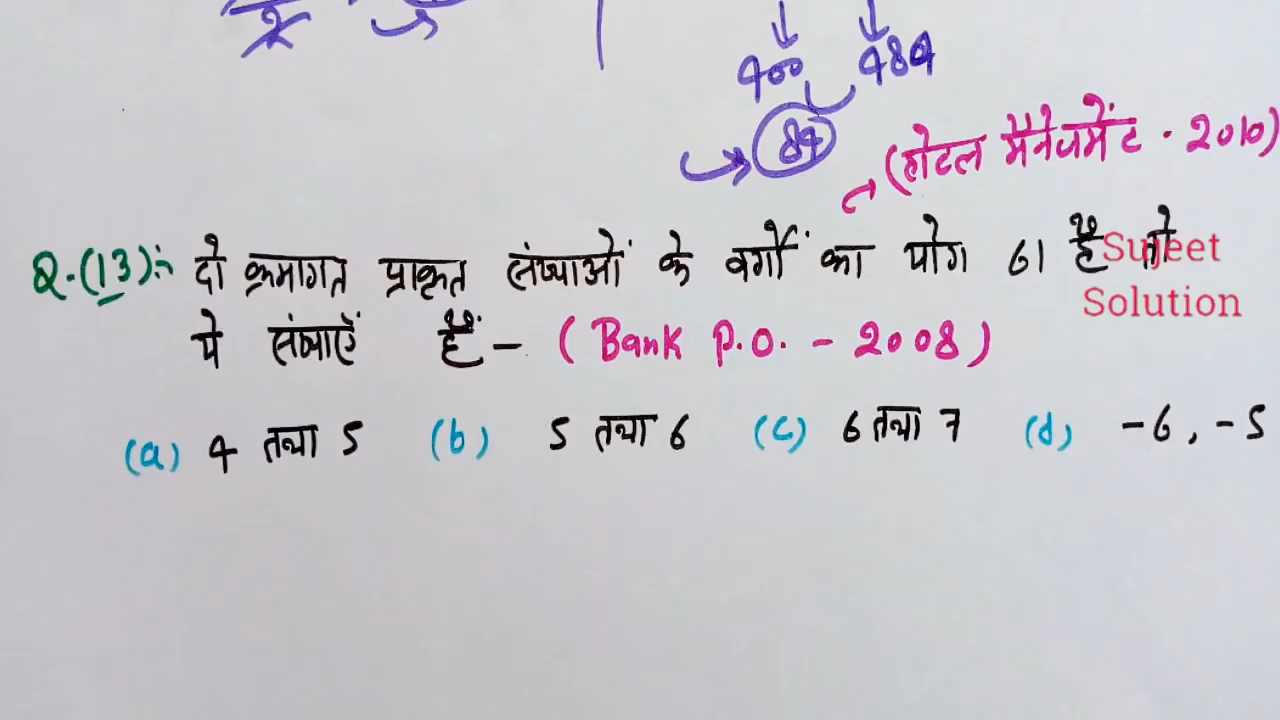 2
400 484
84
(होटल मैनेजमेंट - 2010)
Q.(13):- दो क्रमागत प्राकृत संख्याओं के वर्गों का योग 61 है तो
ये संख्याएँ हैं - (Bank P.O. - 2008)
(a) 4 तथा 5 (b) 5 तथा 6 (c) 6 तथा 7 (d) -6, -5
Sujeet
Solution